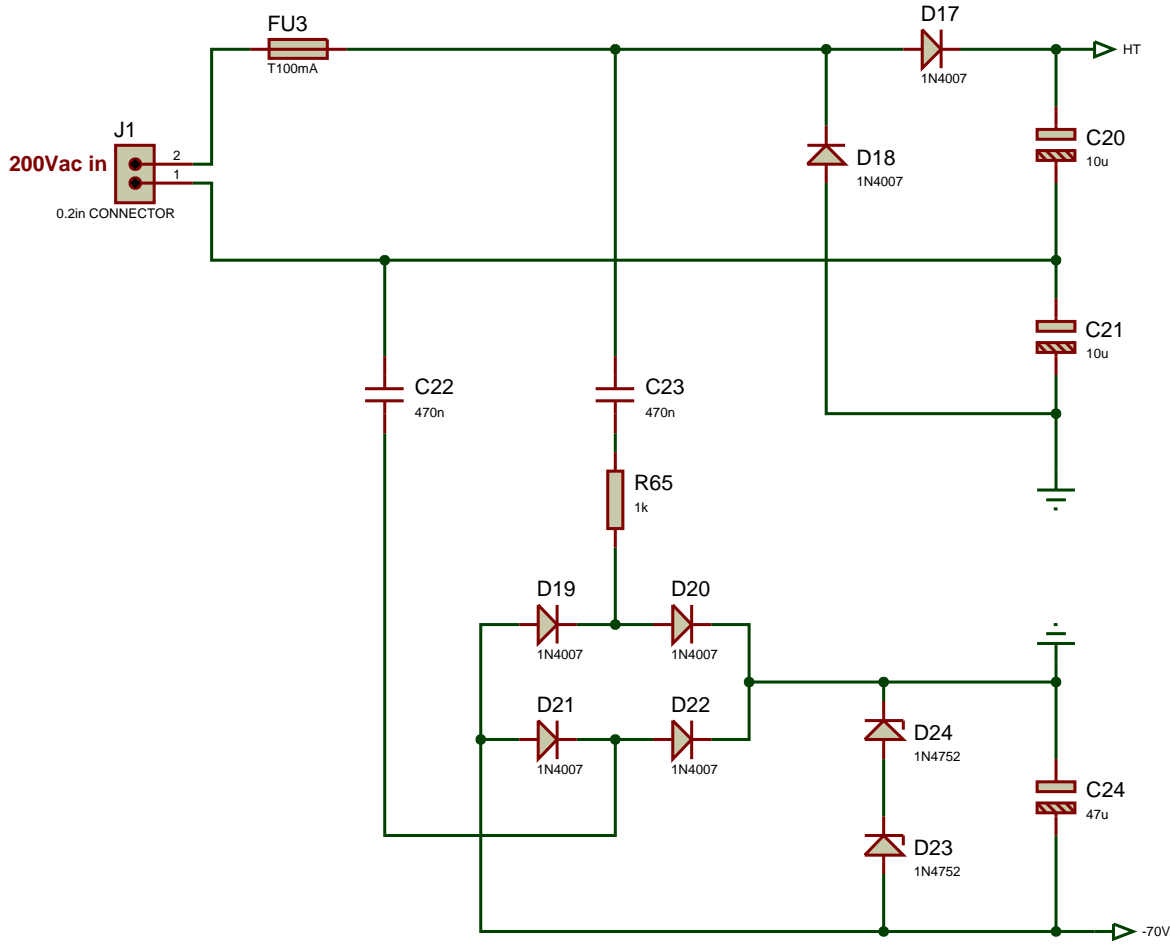 FU3
T100mA
D17
1N4007
HT
J1
200Vac in
2
1
0.2in CONNECTOR
C20
10u
D18
1N4007
C21
10u
C22
470n
C23
470n
R65
1k
D19
1N4007
D20
1N4007
D21
1N4007
D22
1N4007
D24
1N4752
C24
47u
D23
1N4752
-70V